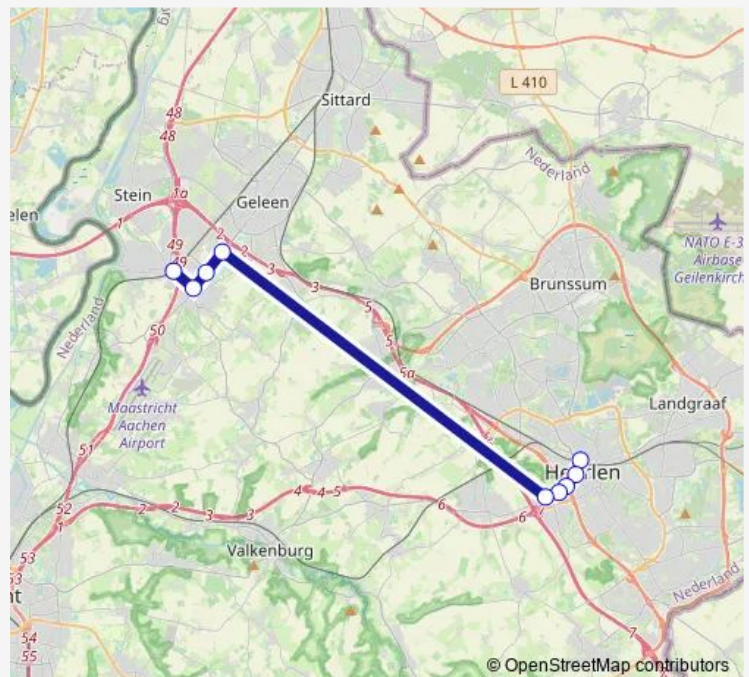 48
48
Sittard
L 410
Nederland
Stein
1a
Geleen
elen
1
2
2
49
49
3
3
NATO E-3
Airbase
Geilenkirch
Brunssum
Nederland
50
5
5
5a
Maastricht
Aachen
Airport
Landgraaf
51
Heerlen
4
4
5
6
6
52
1
2
2
3
3
53
53
Valkenburg
nt
Nederland
7
54
55
© OpenStreetMap contributors